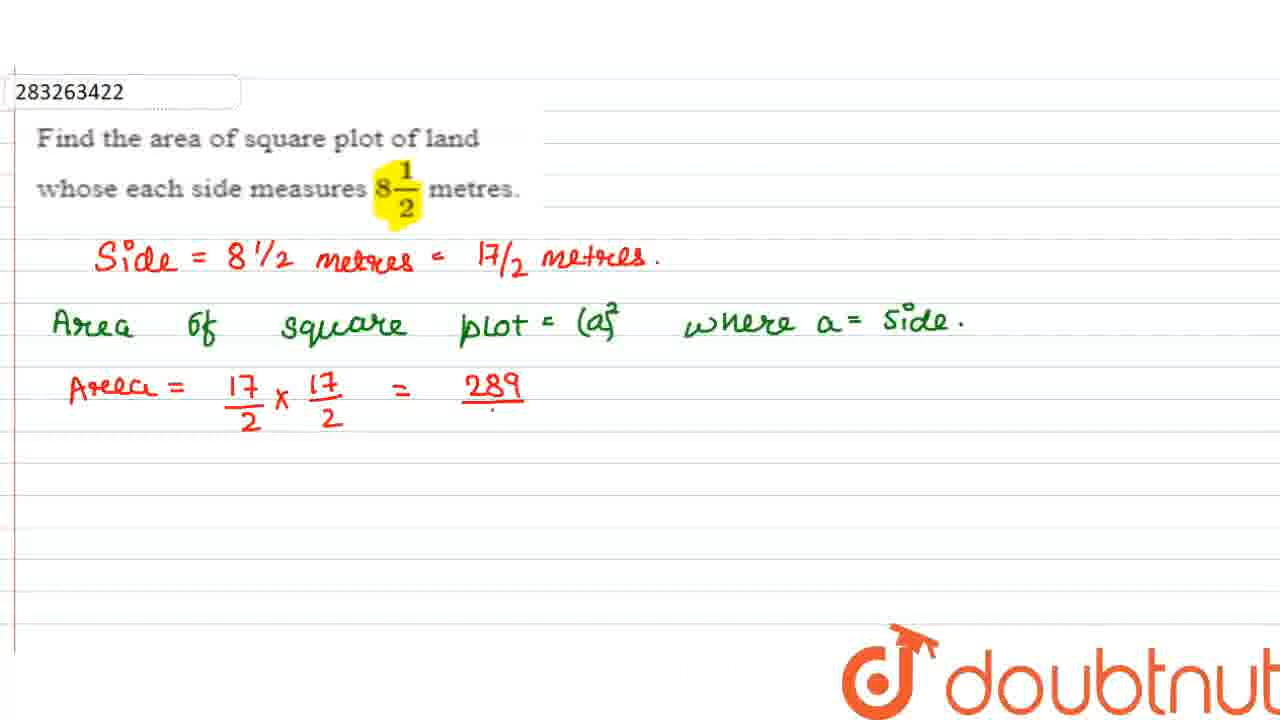 283263422
Find the area of square plot of land
whose each side measures 8 1/2 metres.
Side = 8 1/2 metres = 17/2 metres.
Area of square plot = (a)² where a = side.
Area = 17/2 × 17/2 = 289
doubtnut